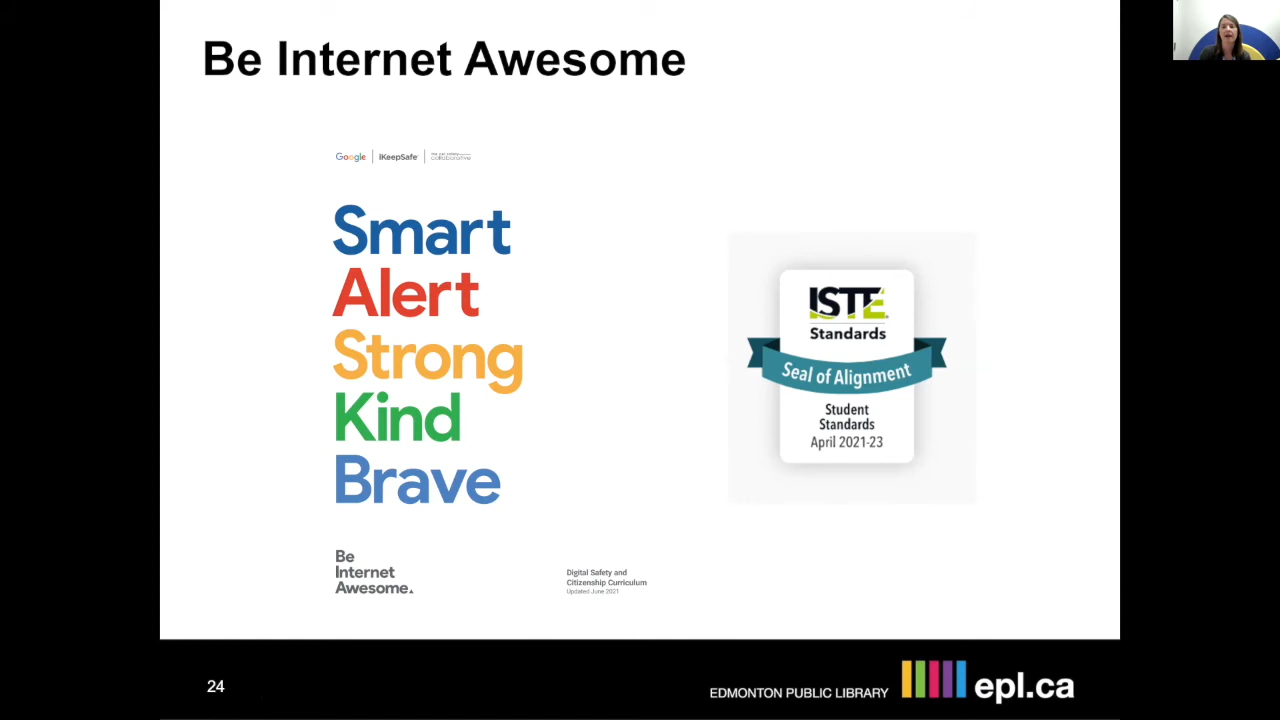 Be Internet Awesome
Google | iKeepSafe | collaborative
Smart
Alert
Strong
Kind
Brave
Be
Internet
Awesome.
Digital Safety and
Citizenship Curriculum
Updated June 2021
ISTE
Standards
Seal of Alignment
Student
Standards
April 2021-23
24
EDMONTON PUBLIC LIBRARY
epl.ca